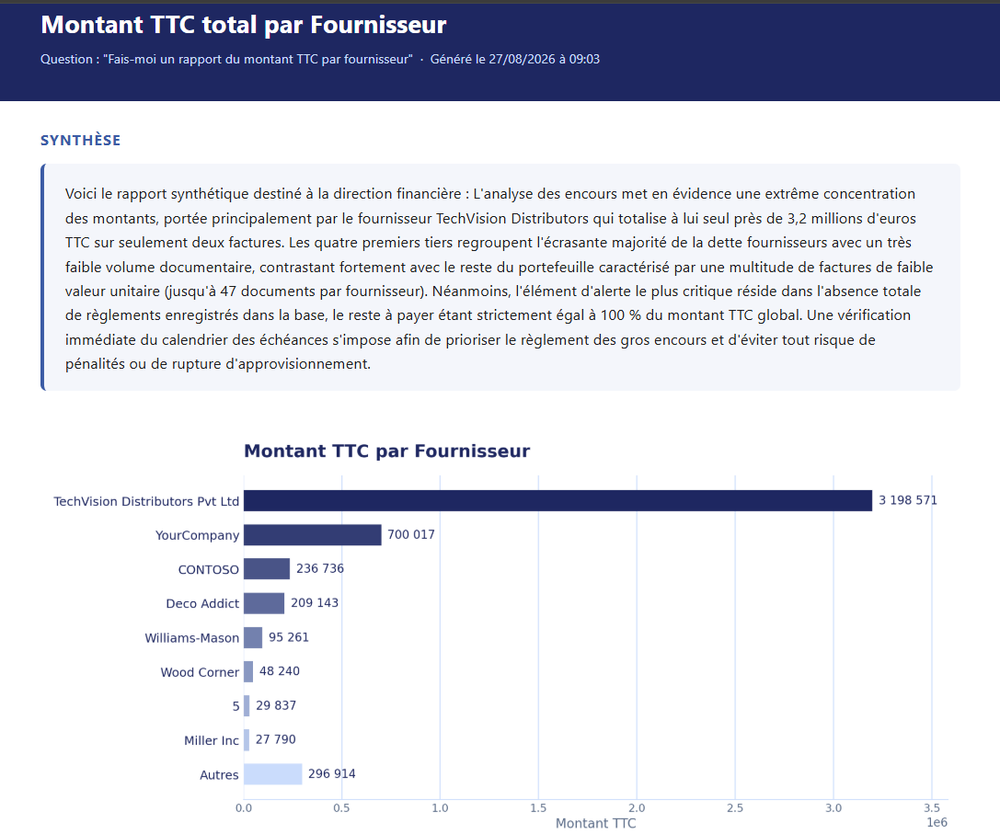 Montant TTC total par Fournisseur
Question : "Fais-moi un rapport du montant TTC par fournisseur" · Généré le 27/08/2026 à 09:03
SYNTHÈSE
Voici le rapport synthétique destiné à la direction financière : L'analyse des encours met en évidence une extrême concentration
des montants, portée principalement par le fournisseur TechVision Distributors qui totalise à lui seul près de 3,2 millions d'euros
TTC sur seulement deux factures. Les quatre premiers tiers regroupent l'écrasante majorité de la dette fournisseurs avec un très
faible volume documentaire, contrastant fortement avec le reste du portefeuille caractérisé par une multitude de factures de faible
valeur unitaire (jusqu'à 47 documents par fournisseur). Néanmoins, l'élément d'alerte le plus critique réside dans l'absence totale
de règlements enregistrés dans la base, le reste à payer étant strictement égal à 100 % du montant TTC global. Une vérification
immédiate du calendrier des échéances s'impose afin de prioriser le règlement des gros encours et d'éviter tout risque de
pénalités ou de rupture d'approvisionnement.
Montant TTC par Fournisseur
TechVision Distributors Pvt Ltd 3 198 571
YourCompany 700 017
CONTOSO 236 736
Deco Addict 209 143
Williams-Mason 95 261
Wood Corner 48 240
5 29 837
Miller Inc 27 790
Autres 296 914
0.0 0.5 1.0 1.5 2.0 2.5 3.0 3.5
Montant TTC 1e6